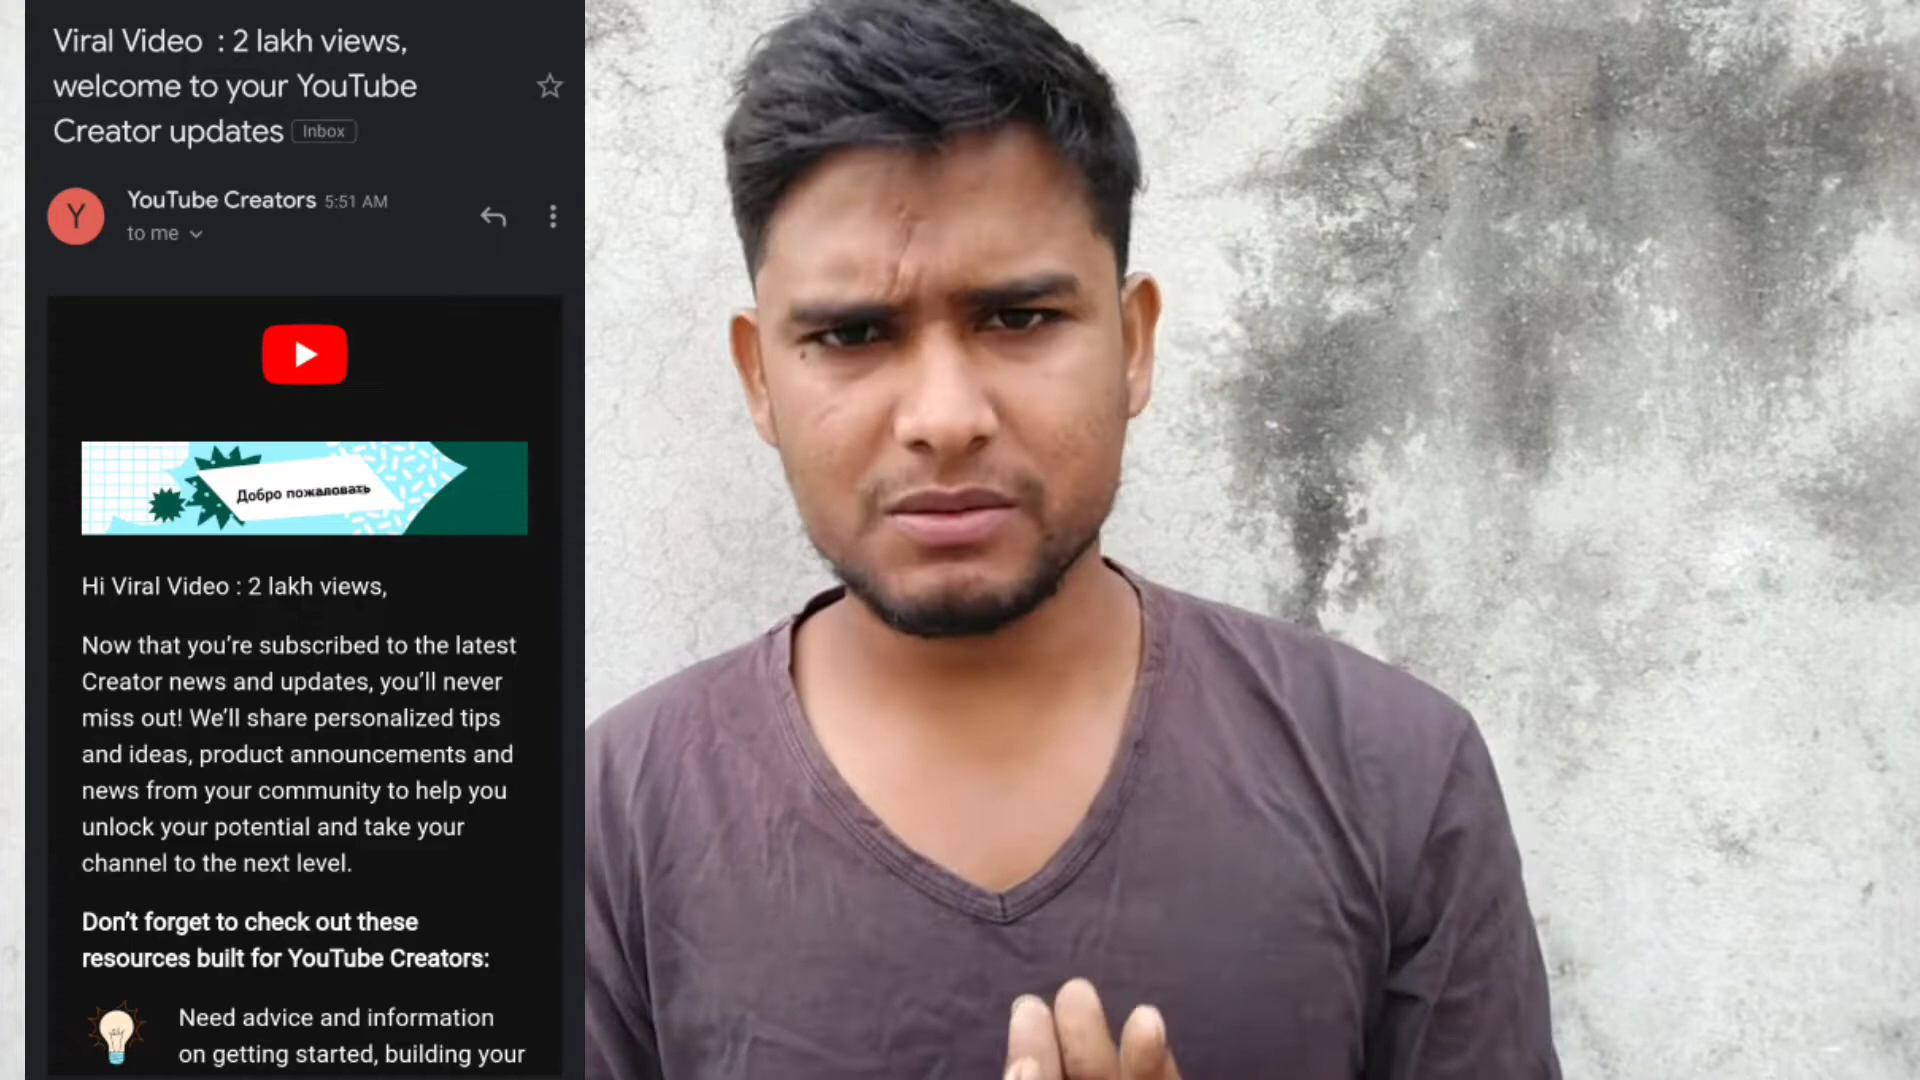 Viral Video : 2 lakh views,
welcome to your YouTube
Creator updates Inbox
Y
YouTube Creators 5:51 AM
to me
Добро пожаловать
Hi Viral Video : 2 lakh views,
Now that you’re subscribed to the latest
Creator news and updates, you’ll never
miss out! We’ll share personalized tips
and ideas, product announcements and
news from your community to help you
unlock your potential and take your
channel to the next level.
Don’t forget to check out these
resources built for YouTube Creators:
Need advice and information
on getting started, building your